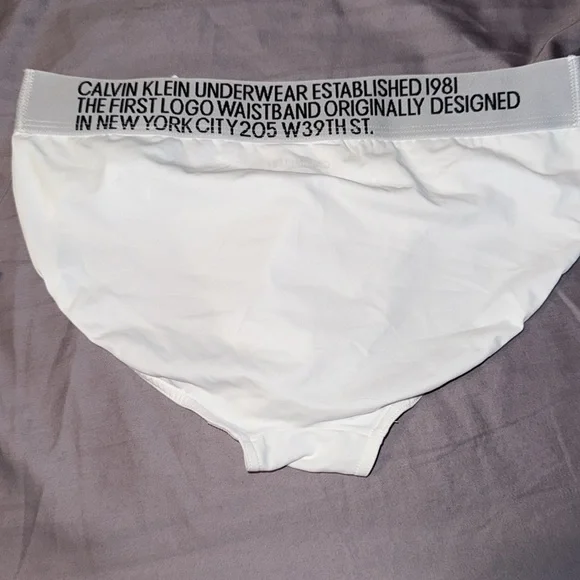 CALVIN KLEIN UNDERWEAR ESTABLISHED 1981
THE FIRST LOGO WAISTBAND ORIGINALLY DESIGNED
IN NEW YORK CITY 205 W39TH ST.